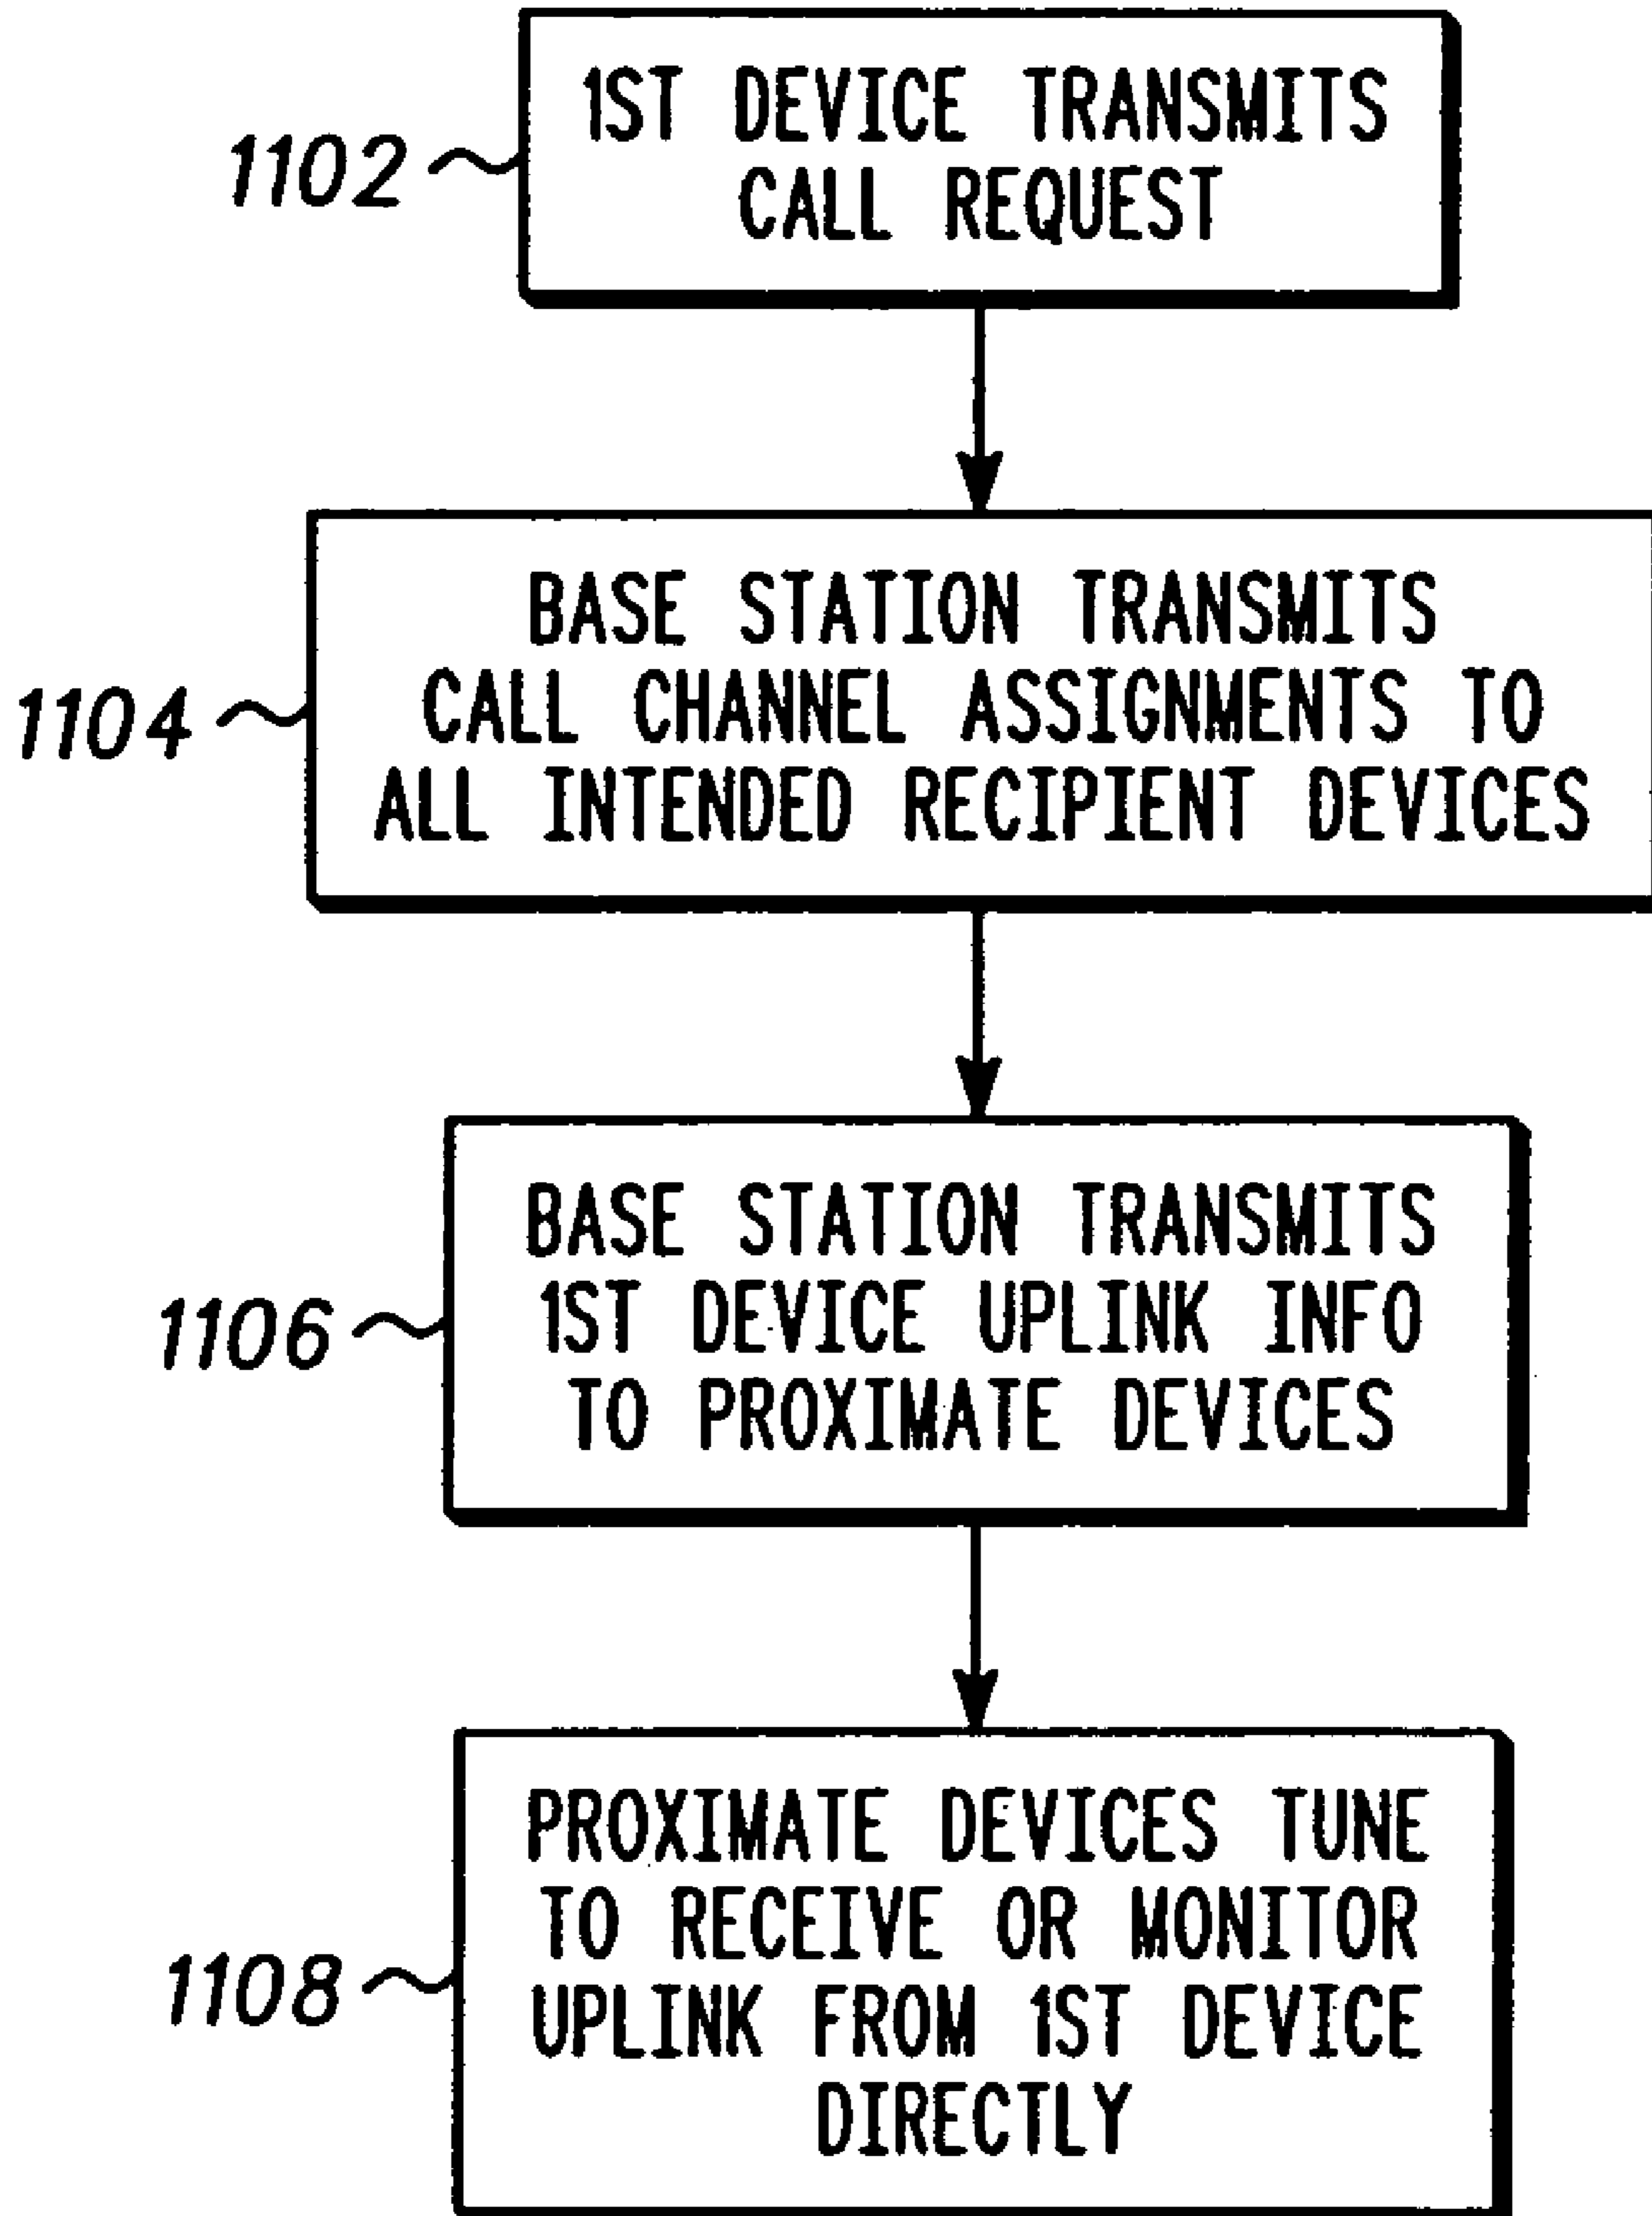 1102
1ST DEVICE TRANSMITS
CALL REQUEST
1104
BASE STATION TRANSMITS
CALL CHANNEL ASSIGNMENTS TO
ALL INTENDED RECIPIENT DEVICES
1106
BASE STATION TRANSMITS
1ST DEVICE UPLINK INFO
TO PROXIMATE DEVICES
1108
PROXIMATE DEVICES TUNE
TO RECEIVE OR MONITOR
UPLINK FROM 1ST DEVICE
DIRECTLY